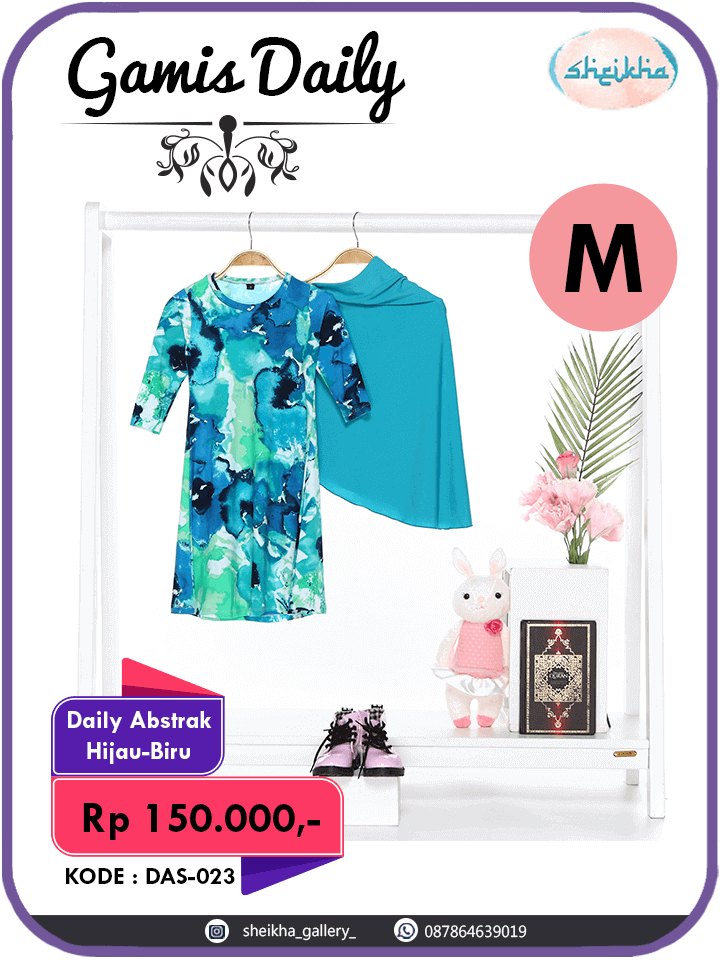 Gamis Daily
sheikha
M
Daily Abstrak
Hijau-Biru
Rp 150.000,-
KODE : DAS-023
sheikha_gallery_
087864639019